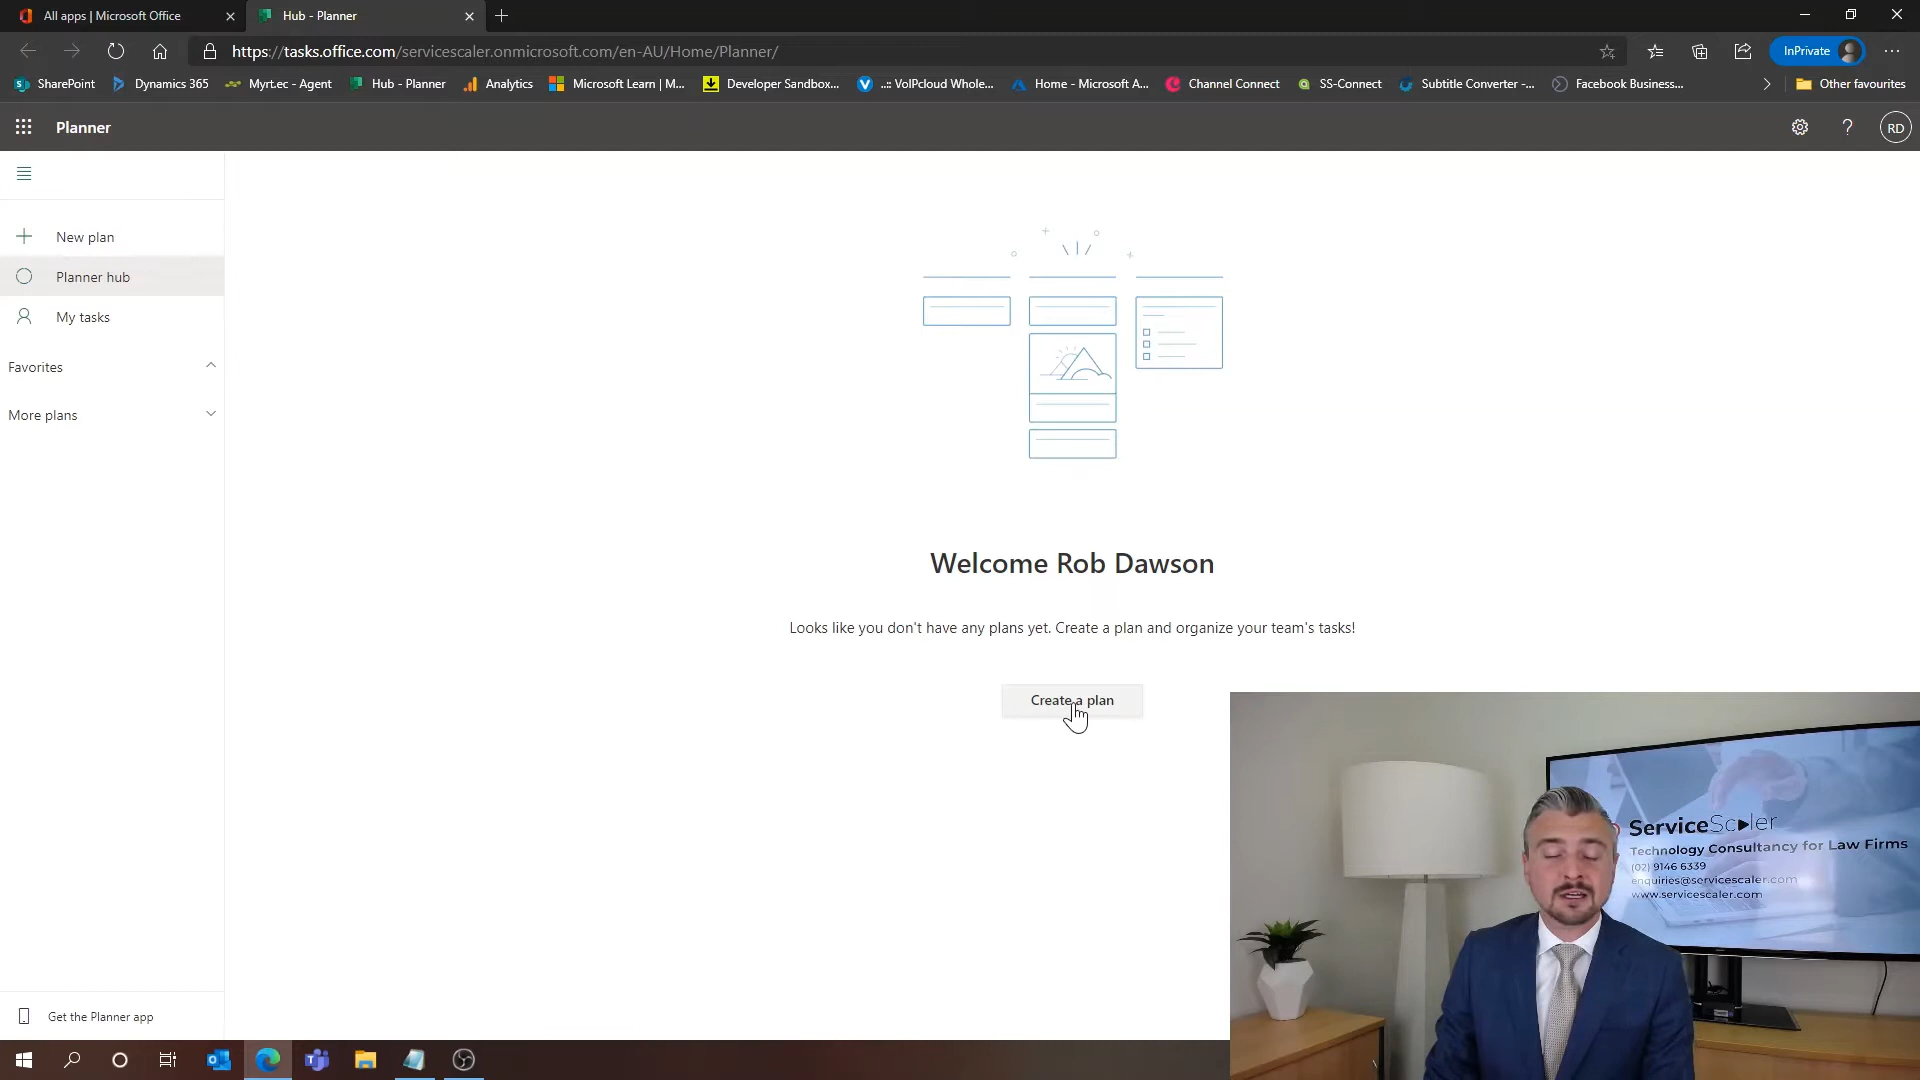 All apps | Microsoft Office
Hub - Planner
https://tasks.office.com/servicescaler.onmicrosoft.com/en-AU/Home/Planner/
InPrivate
SharePoint
Dynamics 365
Myrt.ec - Agent
Hub - Planner
Analytics
Microsoft Learn | M...
Developer Sandbox...
..:: VoIPcloud Whole...
Home - Microsoft A...
Channel Connect
SS-Connect
Subtitle Converter -...
Facebook Business...
Other favourites
Planner
?
RD
New plan
Planner hub
My tasks
Favorites
More plans
Welcome Rob Dawson
Looks like you don't have any plans yet. Create a plan and organize your team's tasks!
Create a plan
ServiceScaler
Technology Consultancy for Law Firms
(02) 9146 6339
enquiries@servicescaler.com
www.servicescaler.com
Get the Planner app